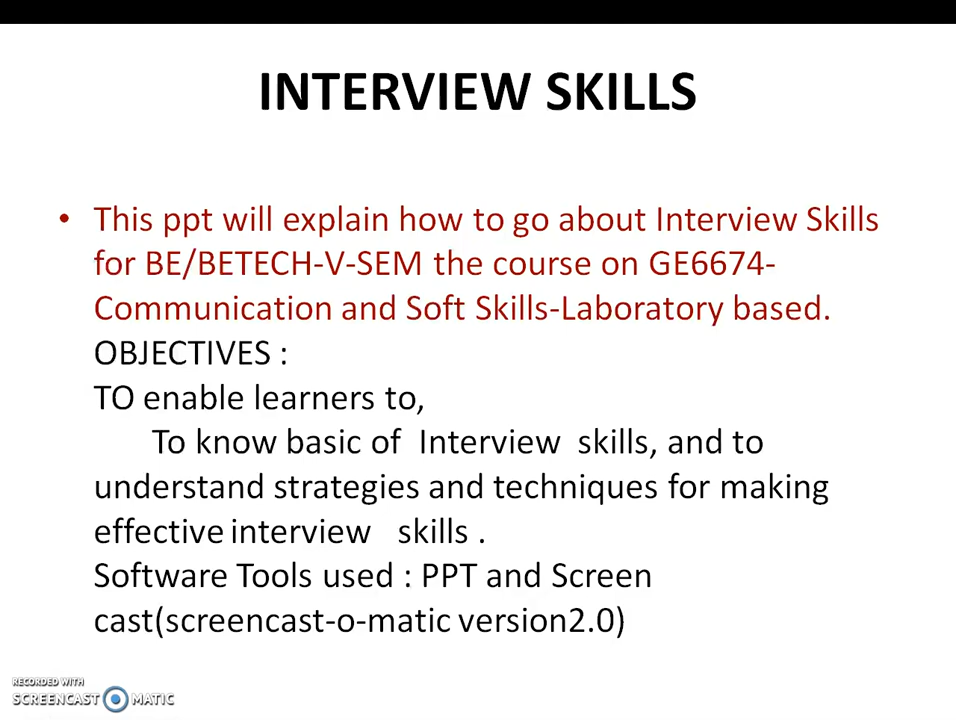 INTERVIEW SKILLS
• This ppt will explain how to go about Interview Skills
for BE/BETECH-V-SEM the course on GE6674-
Communication and Soft Skills-Laboratory based.
OBJECTIVES :
TO enable learners to,
To know basic of Interview skills, and to
understand strategies and techniques for making
effective interview skills .
Software Tools used : PPT and Screen
cast(screencast-o-matic version2.0)
RECORDED WITH
SCREENCAST MATIC